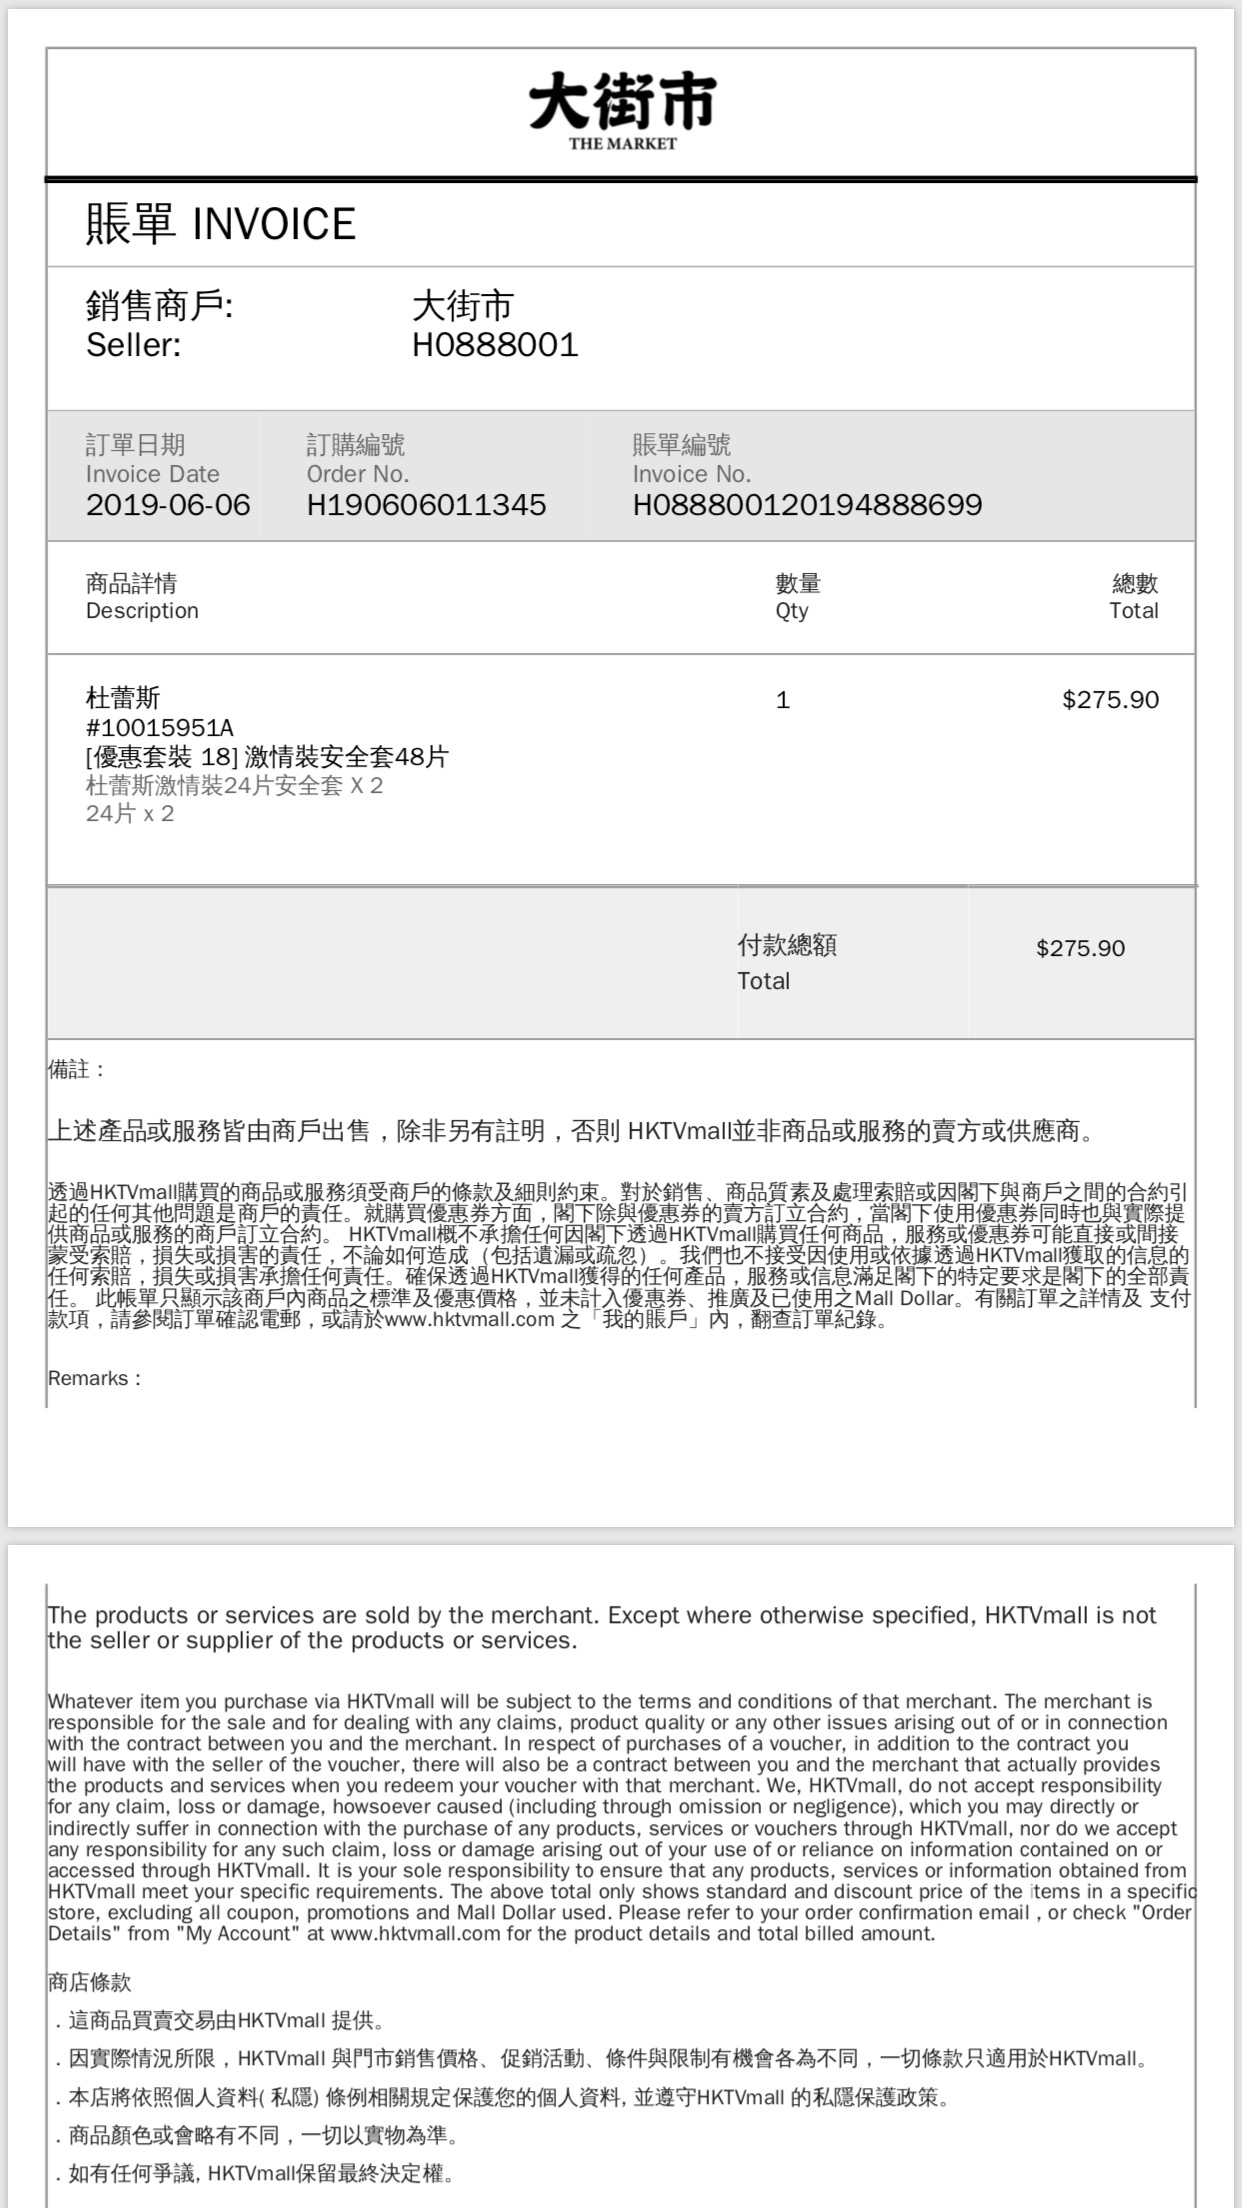 大街市
THE MARKET
賬單 INVOICE
銷售商戶: 大街市
Seller: H0888001
訂單日期 訂購編號 賬單編號
Invoice Date Order No. Invoice No.
2019-06-06 H190606011345 H088800120194888699
商品詳情 數量 總數
Description Qty Total
杜蕾斯 1 $275.90
#10015951A
[優惠套裝 18] 激情裝安全套48片
杜蕾斯激情裝24片安全套 X 2
24片 x 2
付款總額 $275.90
Total
備註：
上述產品或服務皆由商戶出售，除非另有註明，否則 HKTVmall並非商品或服務的賣方或供應商。
透過HKTVmall購買的商品或服務須受商戶的條款及細則約束。對於銷售、商品質素及處理索賠或因閣下與商戶之間的合約引
起的任何其他問題是商戶的責任。就購買優惠券方面，閣下除與優惠券的賣方訂立合約，當閣下使用優惠券同時也與實際提
供商品或服務的商戶訂立合約。 HKTVmall概不承擔任何因閣下透過HKTVmall購買任何商品，服務或優惠券可能直接或間接
蒙受索賠，損失或損害的責任，不論如何造成（包括遺漏或疏忽）。我們也不接受因使用或依據透過HKTVmall獲取的信息的
任何索賠，損失或損害承擔任何責任。確保透過HKTVmall獲得的任何產品，服務或信息滿足閣下的特定要求是閣下的全部責
任。 此帳單只顯示該商戶內商品之標準及優惠價格，並未計入優惠券、推廣及已使用之Mall Dollar。有關訂單之詳情及 支付
款項，請參閱訂單確認電郵，或請於www.hktvmall.com 之「我的賬戶」內，翻查訂單紀錄。
Remarks：
The products or services are sold by the merchant. Except where otherwise specified, HKTVmall is not
the seller or supplier of the products or services.
Whatever item you purchase via HKTVmall will be subject to the terms and conditions of that merchant. The merchant is
responsible for the sale and for dealing with any claims, product quality or any other issues arising out of or in connection
with the contract between you and the merchant. In respect of purchases of a voucher, in addition to the contract you
will have with the seller of the voucher, there will also be a contract between you and the merchant that actually provides
the products and services when you redeem your voucher with that merchant. We, HKTVmall, do not accept responsibility
for any claim, loss or damage, howsoever caused (including through omission or negligence), which you may directly or
indirectly suffer in connection with the purchase of any products, services or vouchers through HKTVmall, nor do we accept
any responsibility for any such claim, loss or damage arising out of your use of or reliance on information contained on or
accessed through HKTVmall. It is your sole responsibility to ensure that any products, services or information obtained from
HKTVmall meet your specific requirements. The above total only shows standard and discount price of the items in a specific
store, excluding all coupon, promotions and Mall Dollar used. Please refer to your order confirmation email , or check "Order
Details" from "My Account" at www.hktvmall.com for the product details and total billed amount.
商店條款
．這商品買賣交易由HKTVmall 提供。
．因實際情況所限，HKTVmall 與門市銷售價格、促銷活動、條件與限制有機會各為不同，一切條款只適用於HKTVmall。
．本店將依照個人資料( 私隱) 條例相關規定保護您的個人資料, 並遵守HKTVmall 的私隱保護政策。
．商品顏色或會略有不同，一切以實物為準。
．如有任何爭議, HKTVmall保留最終決定權。